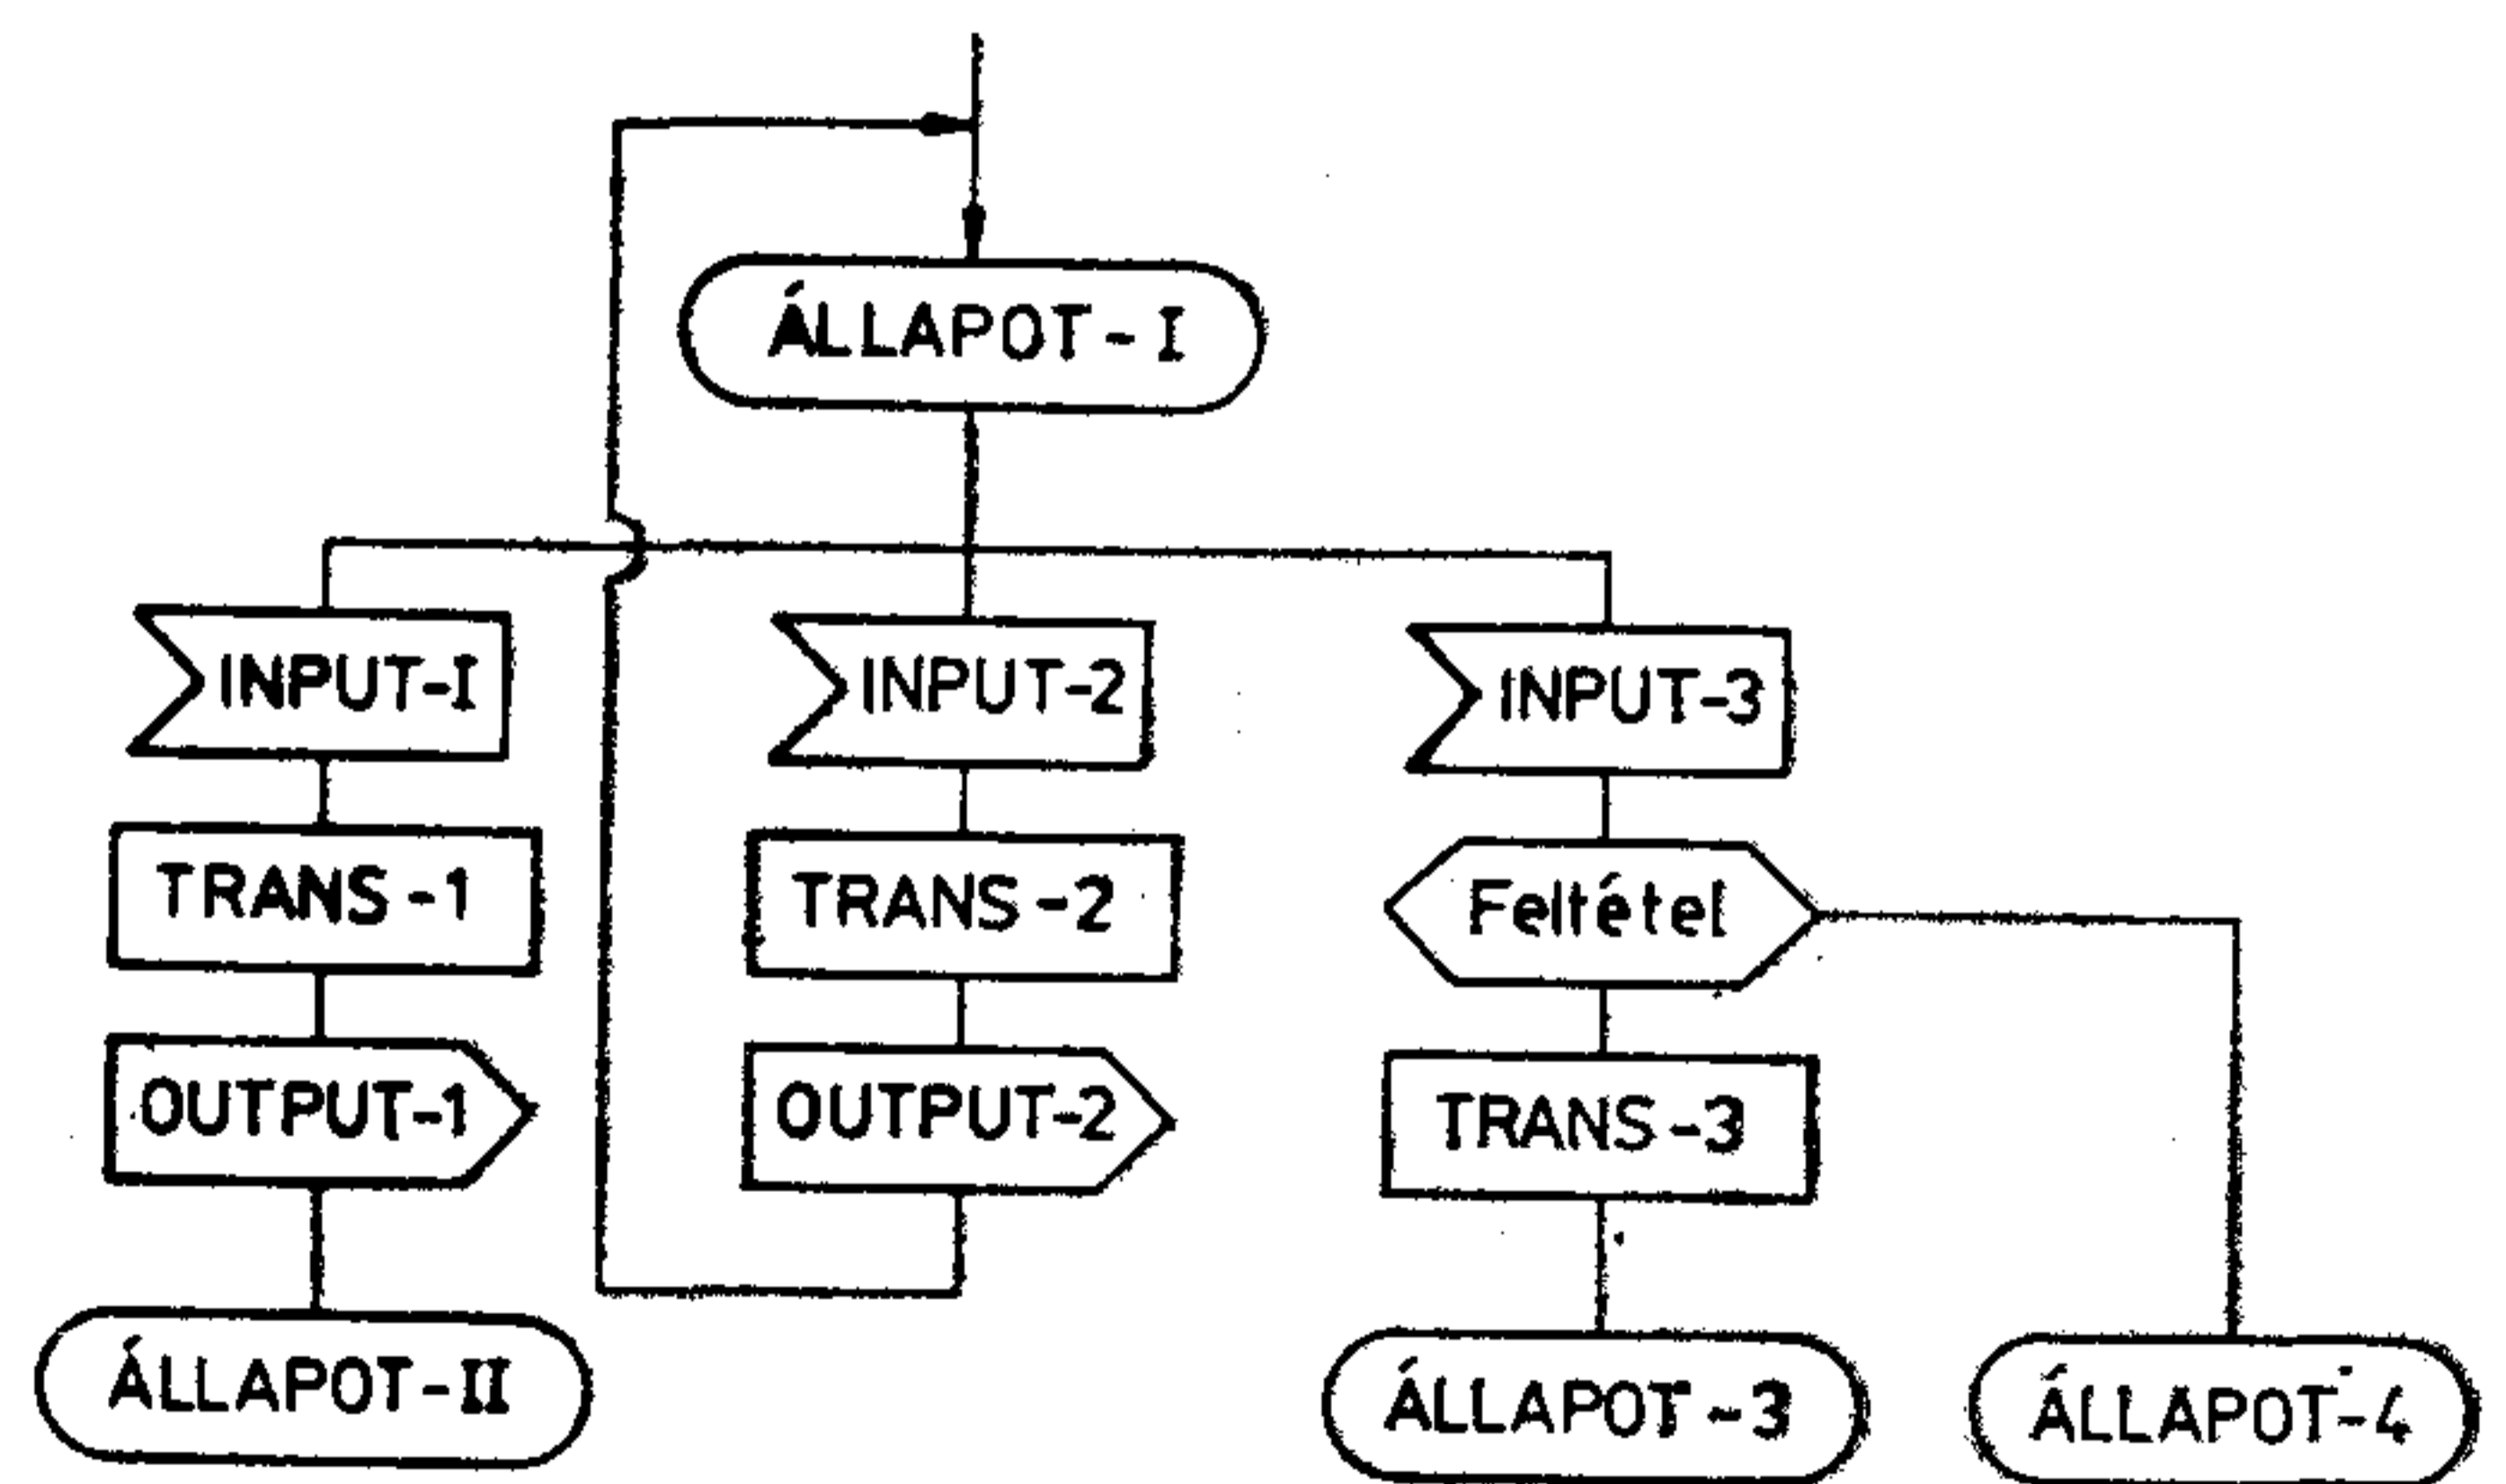 ÁLLAPOT-I
INPUT-I
INPUT-2
INPUT-3
TRANS-1
TRANS-2
Feltétel
OUTPUT-1
OUTPUT-2
TRANS-3
ÁLLAPOT-II
ÁLLAPOT-3
ÁLLAPOT-4